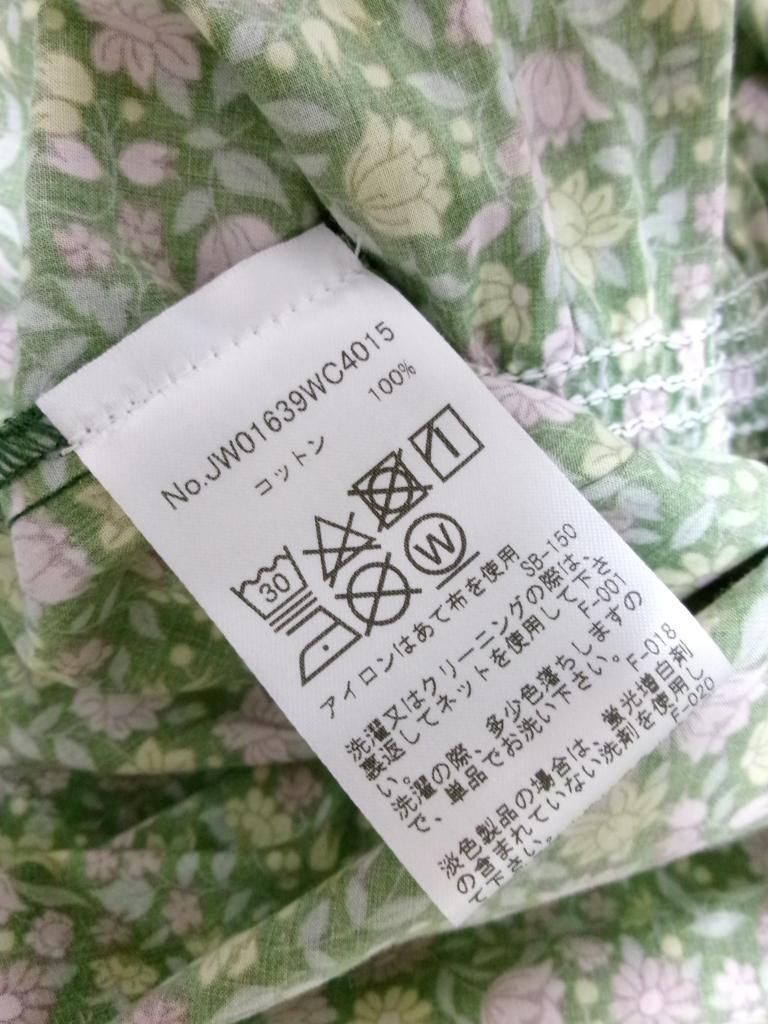 No.JW01639WC4015
コットン 100%
30
W
アイロンはあて布を使用
SB-150
洗濯又はクリーニングの際は、
裏返してネットを使用して下さ
い。 F-001
洗濯の際、多少色落ちしますの
で、単品でお洗い下さい。
F-018
淡色製品の場合は、蛍光増白剤
の含まれていない洗剤を使用し
て下さい。 F-020